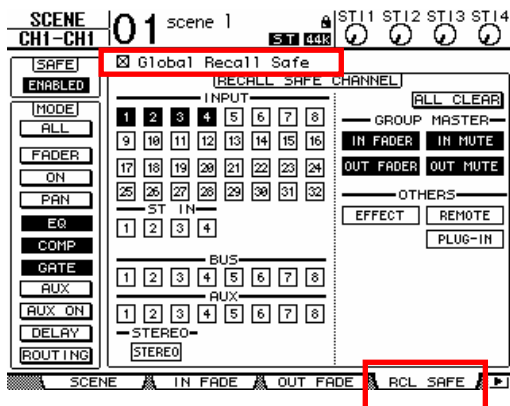 SCENE
CH1-CH1
01 scene 1
ST 44k
ST11 ST12 ST13 ST14
SAFE
ENABLED
MODE
ALL
FADER
ON
PAN
EQ
COMP
GATE
AUX
AUX ON
DELAY
ROUTING
Global Recall Safe
RECALL SAFE CHANNEL
INPUT
1 2 3 4 5 6 7 8
9 10 11 12 13 14 15 16
17 18 19 20 21 22 23 24
25 26 27 28 29 30 31 32
ST IN
1 2 3 4
BUS
1 2 3 4 5 6 7 8
AUX
1 2 3 4 5 6 7 8
STEREO
STEREO
ALL CLEAR
GROUP MASTER
IN FADER IN MUTE
OUT FADER OUT MUTE
OTHERS
EFFECT REMOTE
PLUG-IN
SCENE IN FADE OUT FADE RCL SAFE